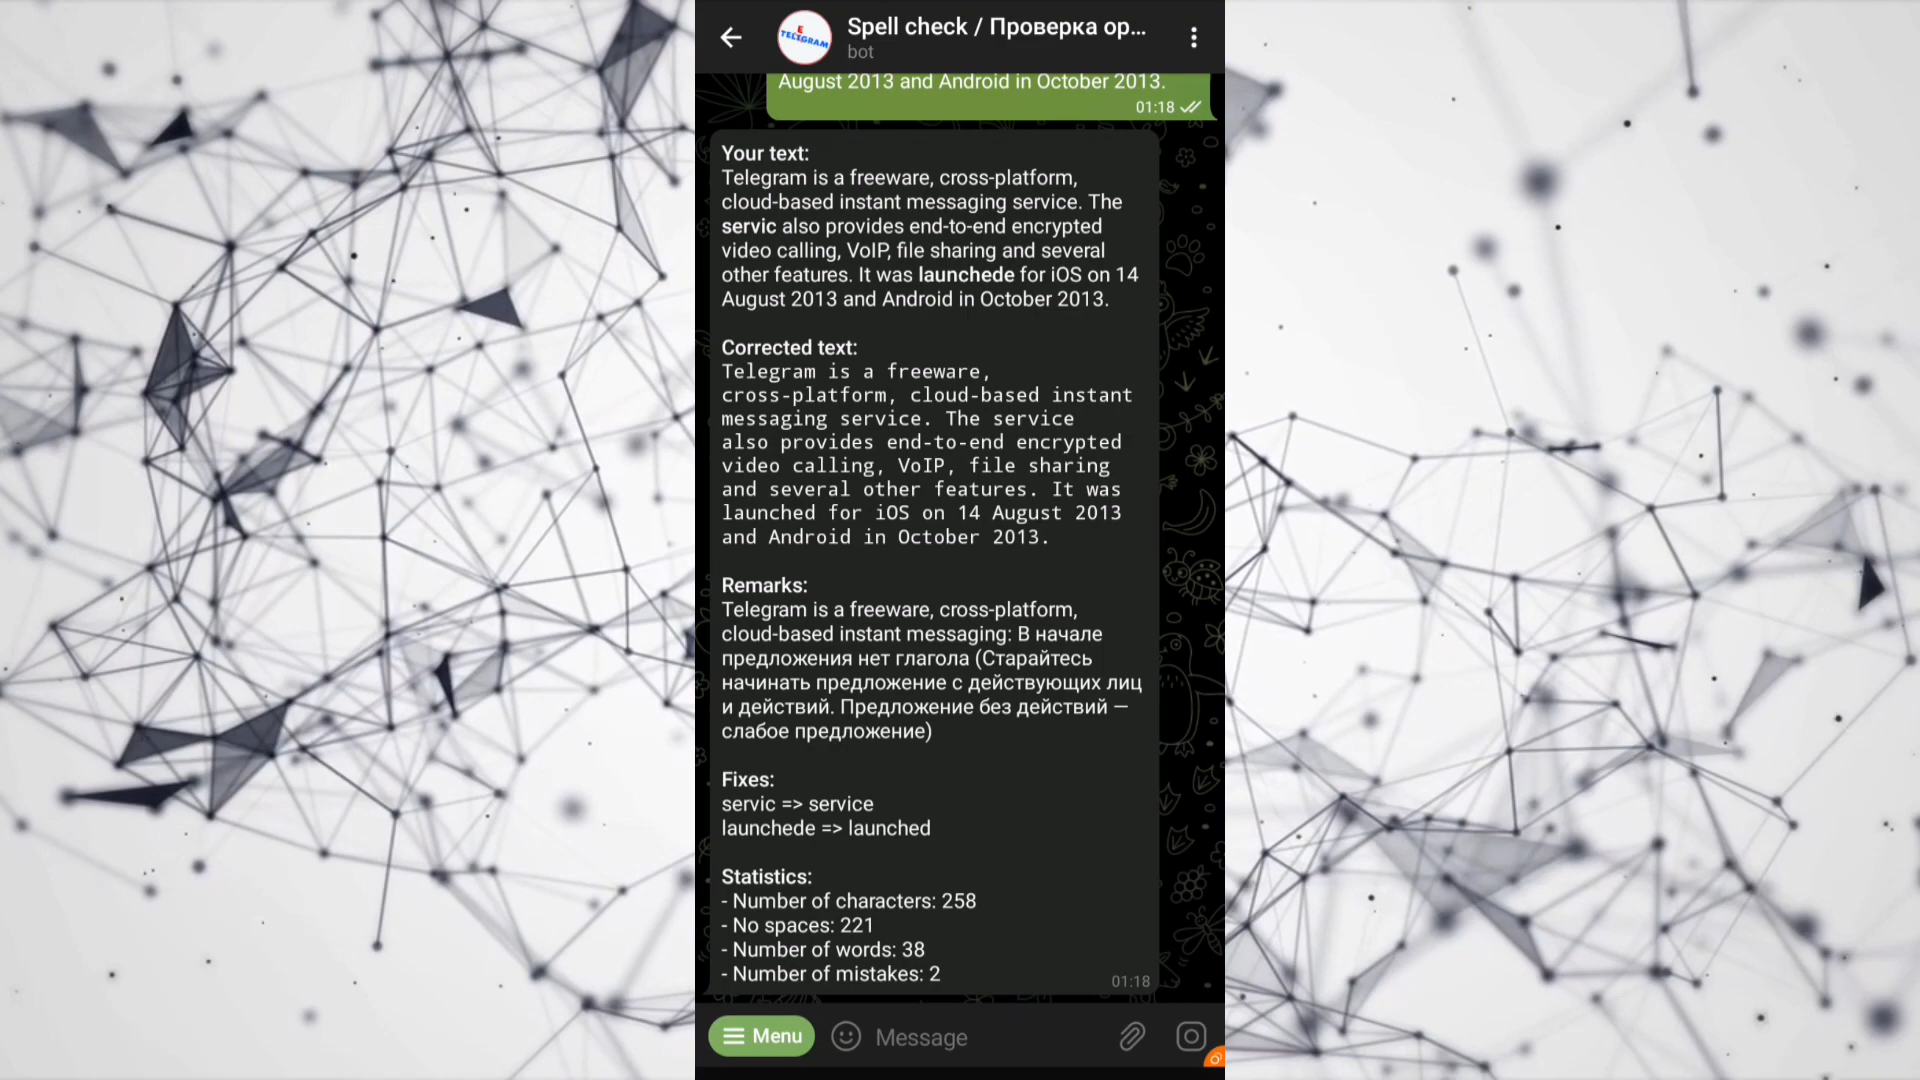 Spell check / Проверка ор...
bot
E
TELEGRAM
August 2013 and Android in October 2013.
01:18
Your text:
Telegram is a freeware, cross-platform,
cloud-based instant messaging service. The
servic also provides end-to-end encrypted
video calling, VoIP, file sharing and several
other features. It was launchede for iOS on 14
August 2013 and Android in October 2013.
Corrected text:
Telegram is a freeware,
cross-platform, cloud-based instant
messaging service. The service
also provides end-to-end encrypted
video calling, VoIP, file sharing
and several other features. It was
launched for iOS on 14 August 2013
and Android in October 2013.
Remarks:
Telegram is a freeware, cross-platform,
cloud-based instant messaging: В начале
предложения нет глагола (Старайтесь
начинать предложение с действующих лиц
и действий. Предложение без действий —
слабое предложение)
Fixes:
servic => service
launchede => launched
Statistics:
- Number of characters: 258
- No spaces: 221
- Number of words: 38
- Number of mistakes: 2
01:18
Menu
Message